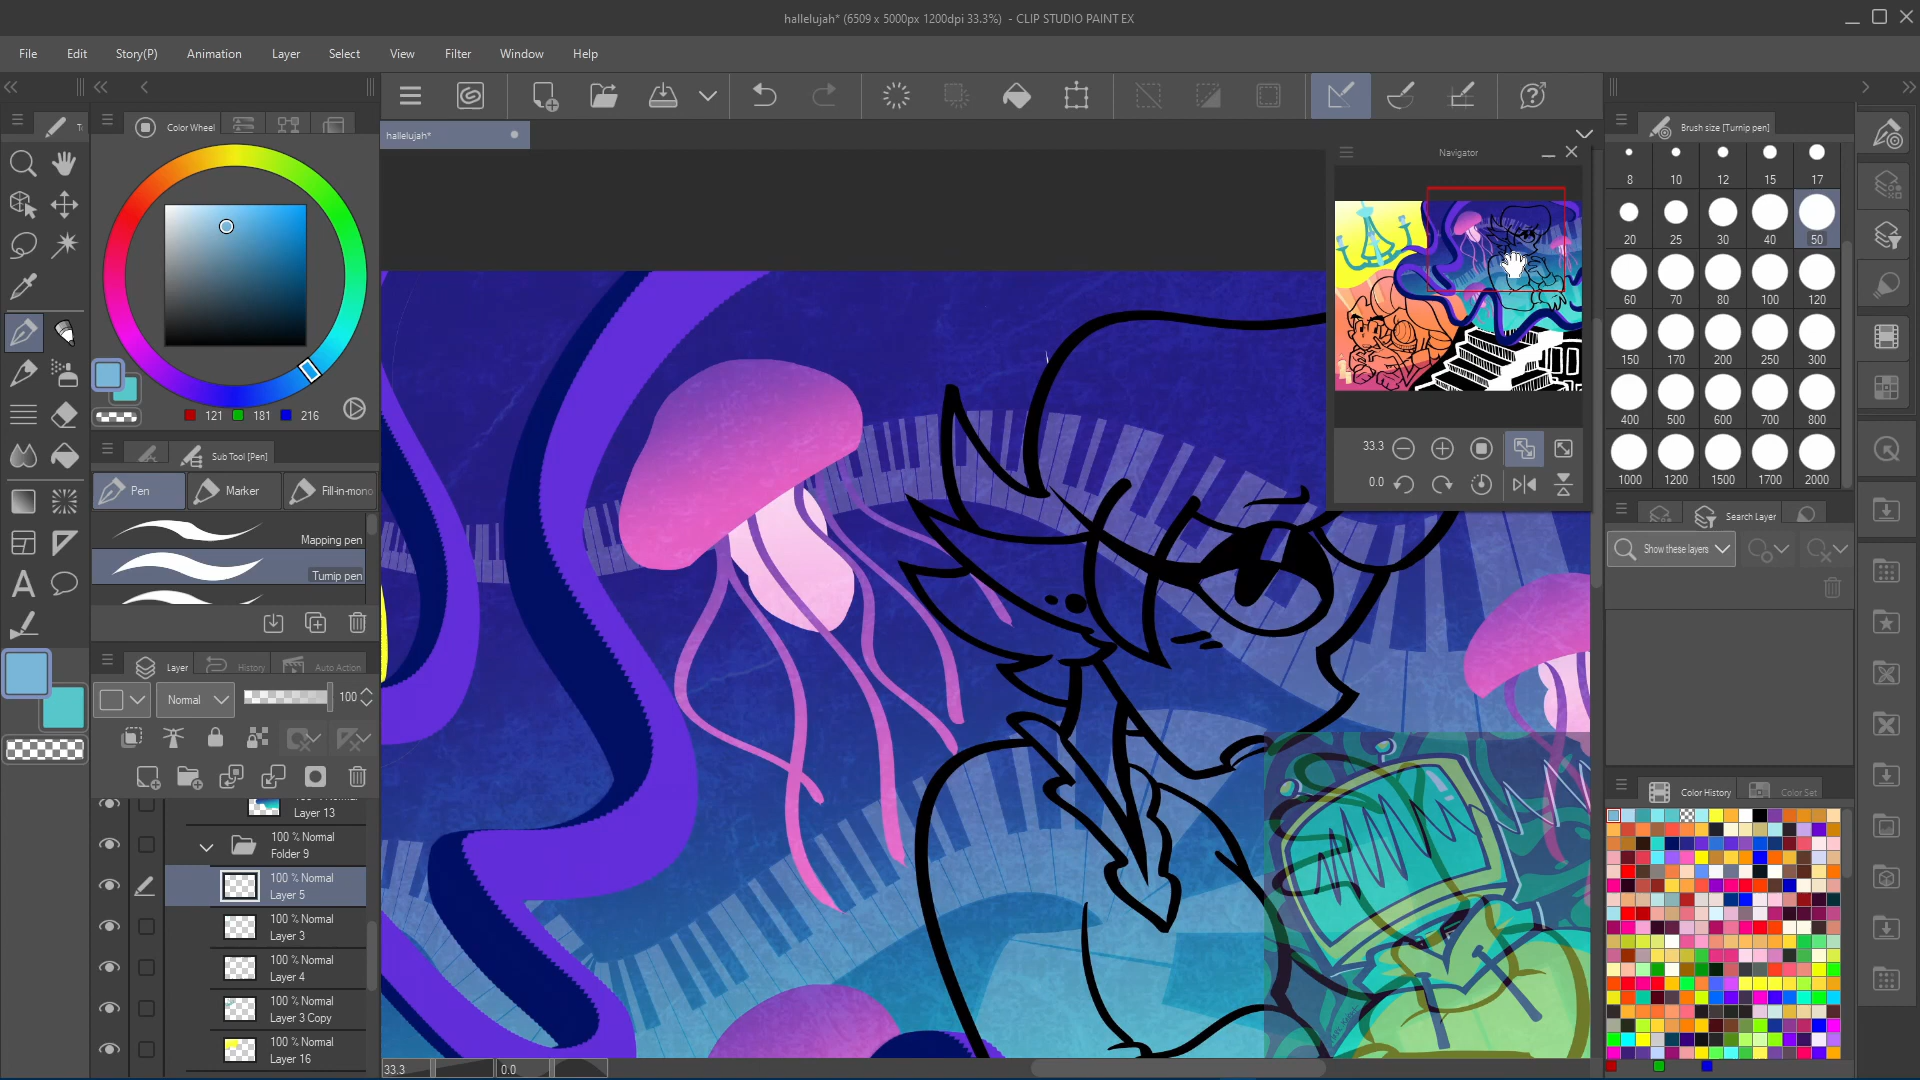 hallelujah* (6509 x 5000px 1200dpi 33.3%) - CLIP STUDIO PAINT EX
File Edit Story(P) Animation Layer Select View Filter Window Help
Color Wheel
hallelujah*
Navigator
Brush size [Turnip pen]
8 10 12 15 17
20 25 30 40 50
60 70 80 100 120
150 170 200 250 300
400 500 600 700 800
1000 1200 1500 1700 2000
121 181 216
33.3
0.0
Sub Tool [Pen]
Pen Marker Fill-in-mono
Mapping pen
Turnip pen
Search Layer
Show these layers
Layer History Auto Action
Normal 100
Layer 13
100 % Normal
Folder 9
100 % Normal
Layer 5
100 % Normal
Layer 3
100 % Normal
Layer 4
100 % Normal
Layer 3 Copy
100 % Normal
Layer 16
Color History Color Set
33.3 0.0